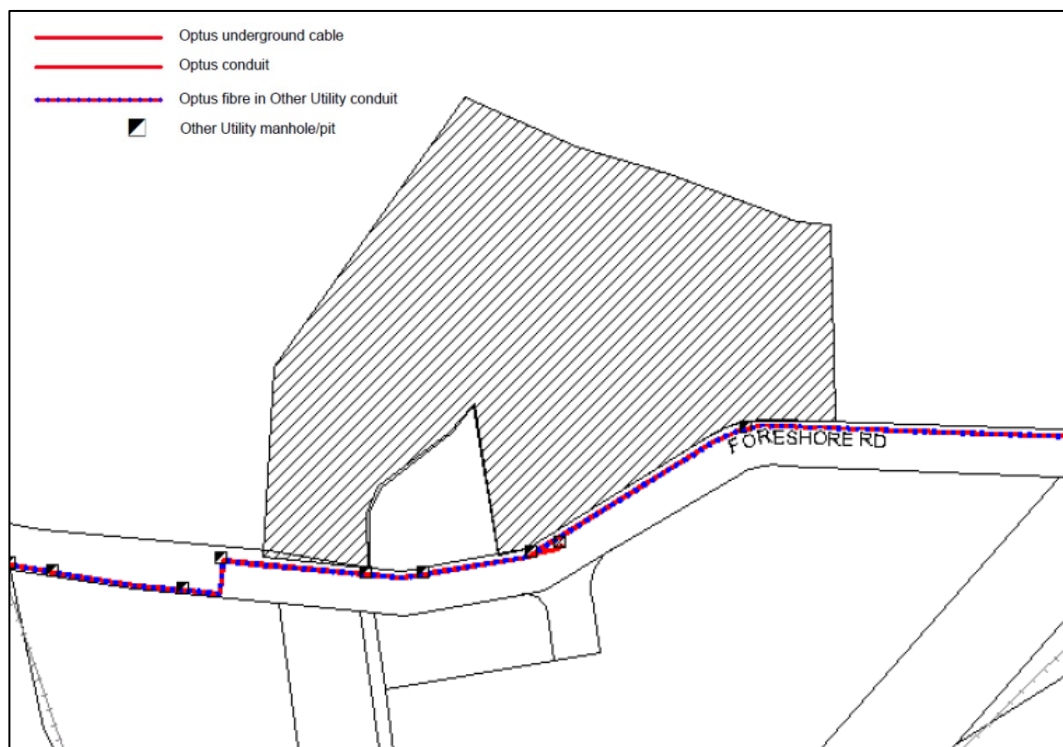 Optus underground cable
Optus conduit
Optus fibre in Other Utility conduit
Other Utility manhole/pit
FORESHORE RD